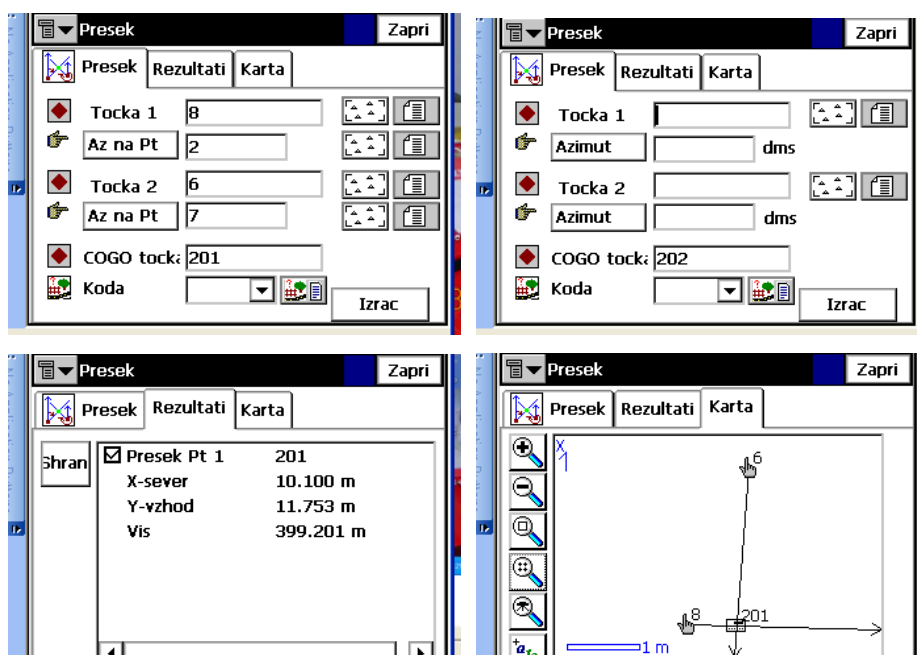 Presek Zapri
Presek Rezultati Karta
Tocka 1 8
Az na Pt 2
Tocka 2 6
Az na Pt 7
COGO tocka 201
Koda
Izrac
Presek Zapri
Presek Rezultati Karta
Tocka 1
Azimut dms
Tocka 2
Azimut dms
COGO tocka 202
Koda
Izrac
Presek Zapri
Presek Rezultati Karta
Shran
Presek Pt 1 201
X-sever 10.100 m
Y-vzhod 11.753 m
Vis 399.201 m
Presek Zapri
Presek Rezultati Karta
X
6
8 201
1 m